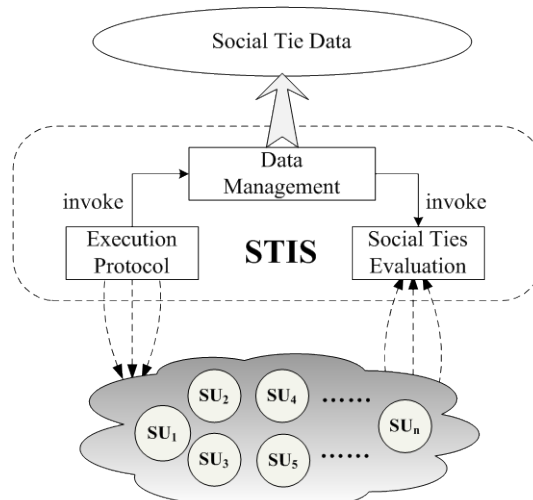 Social Tie Data
Data
Management
invoke
invoke
Execution
Protocol
STIS
Social Ties
Evaluation
SU₂
SU₄
......
SU₁
SUₙ
SU₃
SU₅
......